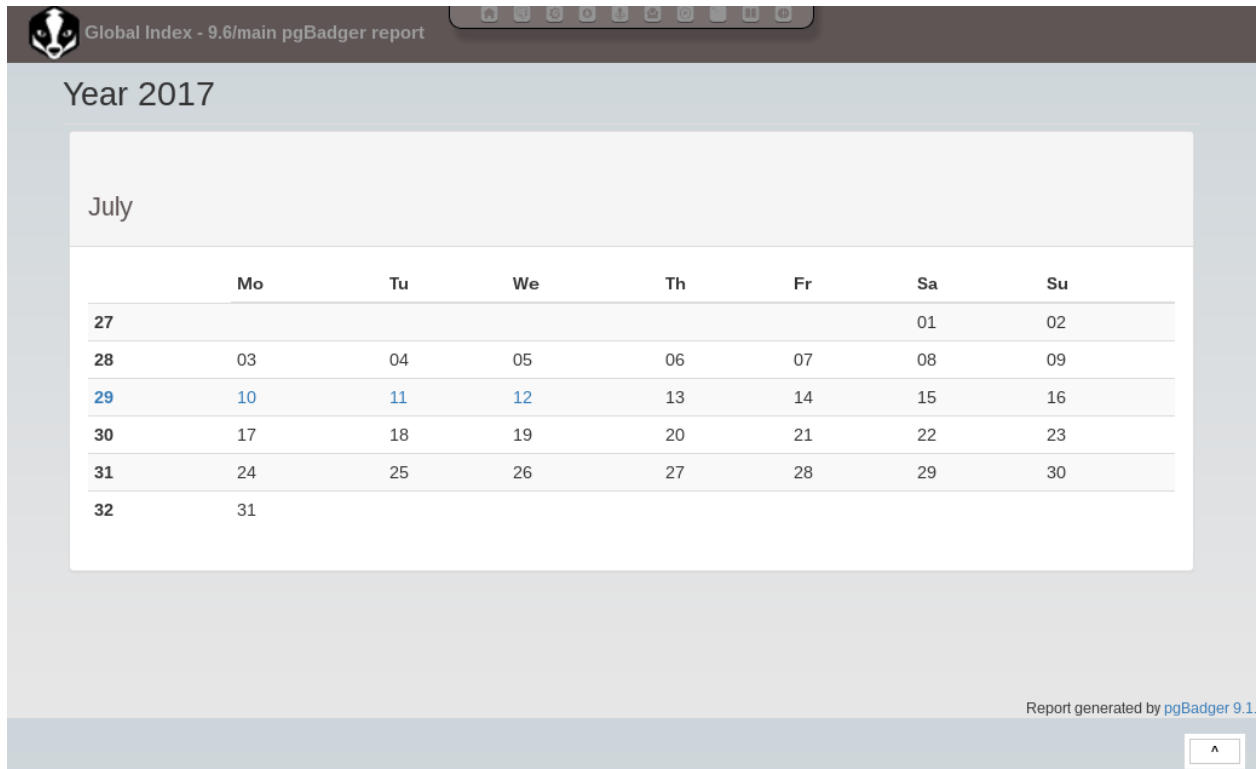 Global Index - 9.6/main pgBadger report
Year 2017
July
Mo Tu We Th Fr Sa Su
27 01 02
28 03 04 05 06 07 08 09
29 10 11 12 13 14 15 16
30 17 18 19 20 21 22 23
31 24 25 26 27 28 29 30
32 31
Report generated by pgBadger 9.1.
^